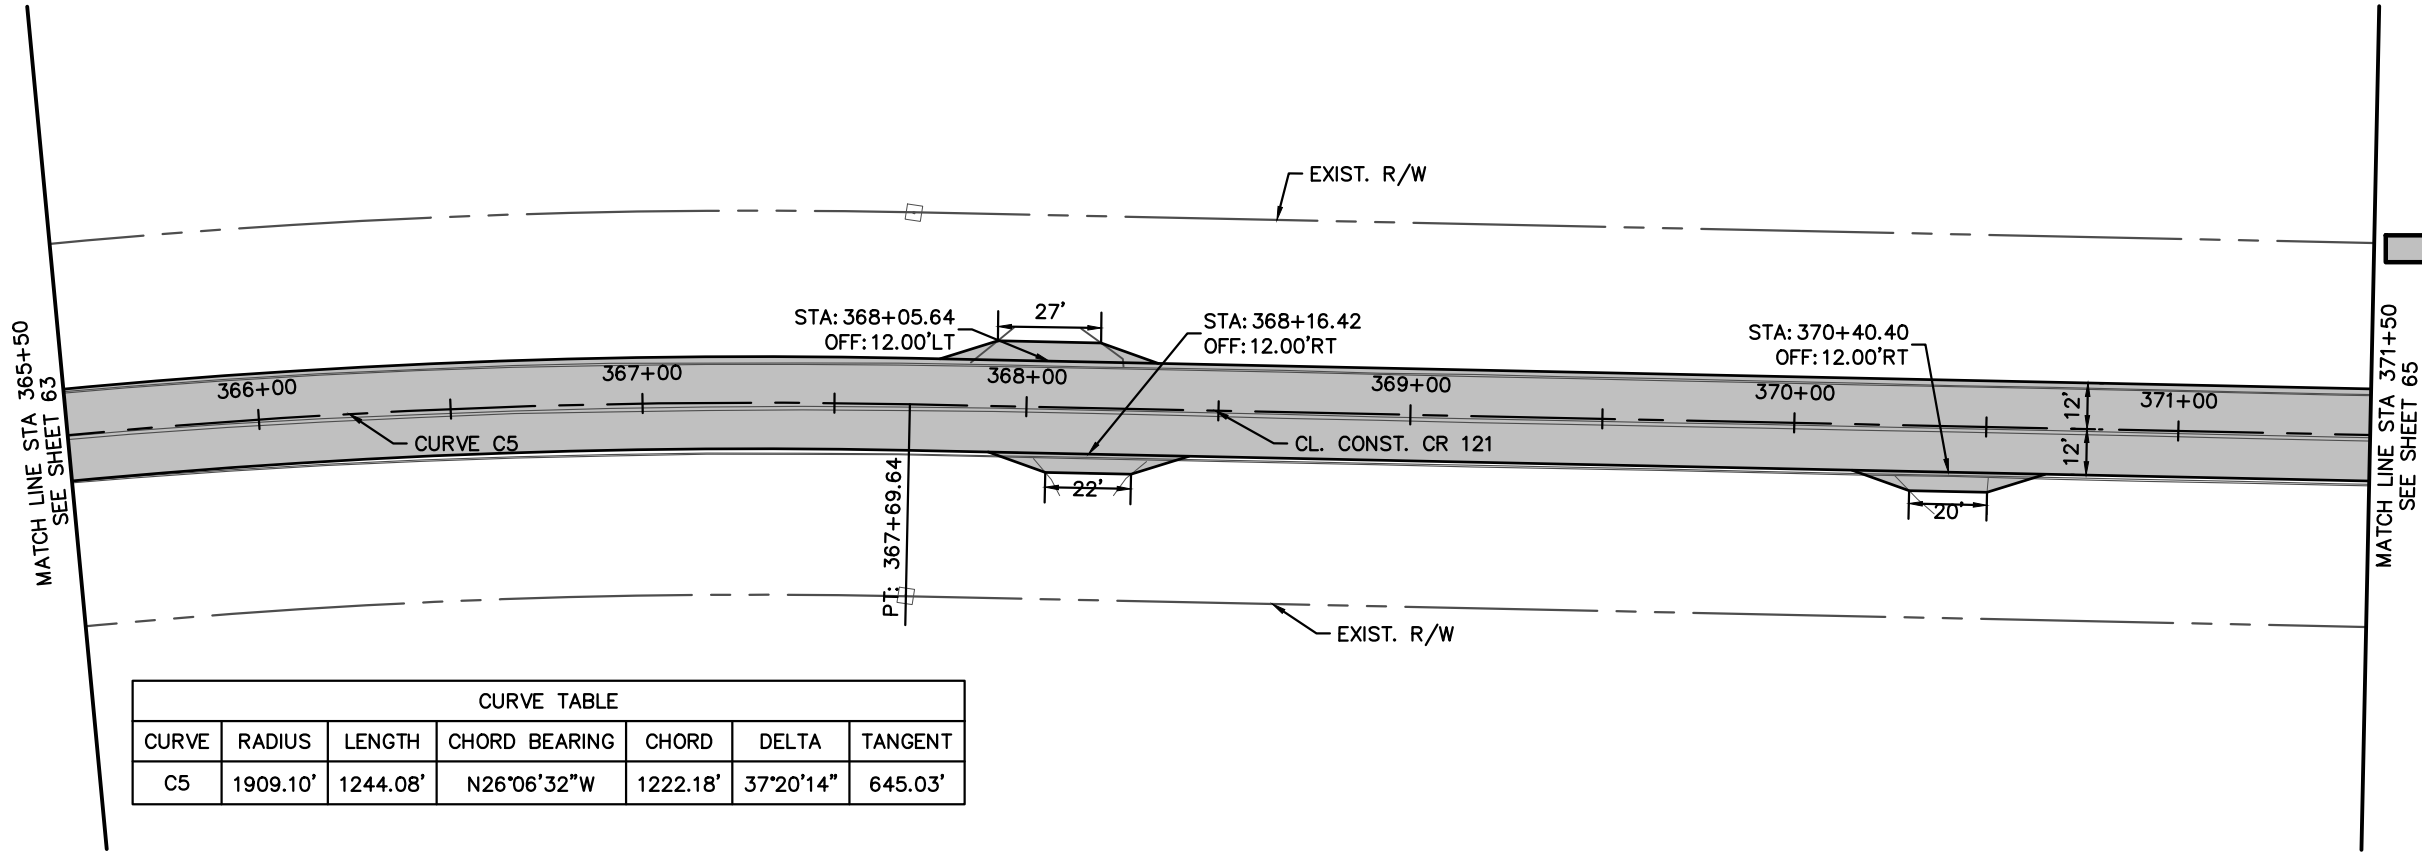 EXIST. R/W
MATCH LINE STA 365+50
SEE SHEET 63
STA: 368+05.64
OFF: 12.00'LT
27'
STA: 368+16.42
OFF: 12.00'RT
STA: 370+40.40
OFF: 12.00'RT
MATCH LINE STA 371+50
SEE SHEET 65
366+00
367+00
368+00
369+00
370+00
371+00
12'
12'
CURVE C5
CL. CONST. CR 121
22'
20'
PT: 367+69.64
EXIST. R/W
CURVE TABLE
CURVE RADIUS LENGTH CHORD BEARING CHORD DELTA TANGENT
C5 1909.10' 1244.08' N26°06'32"W 1222.18' 37°20'14" 645.03'